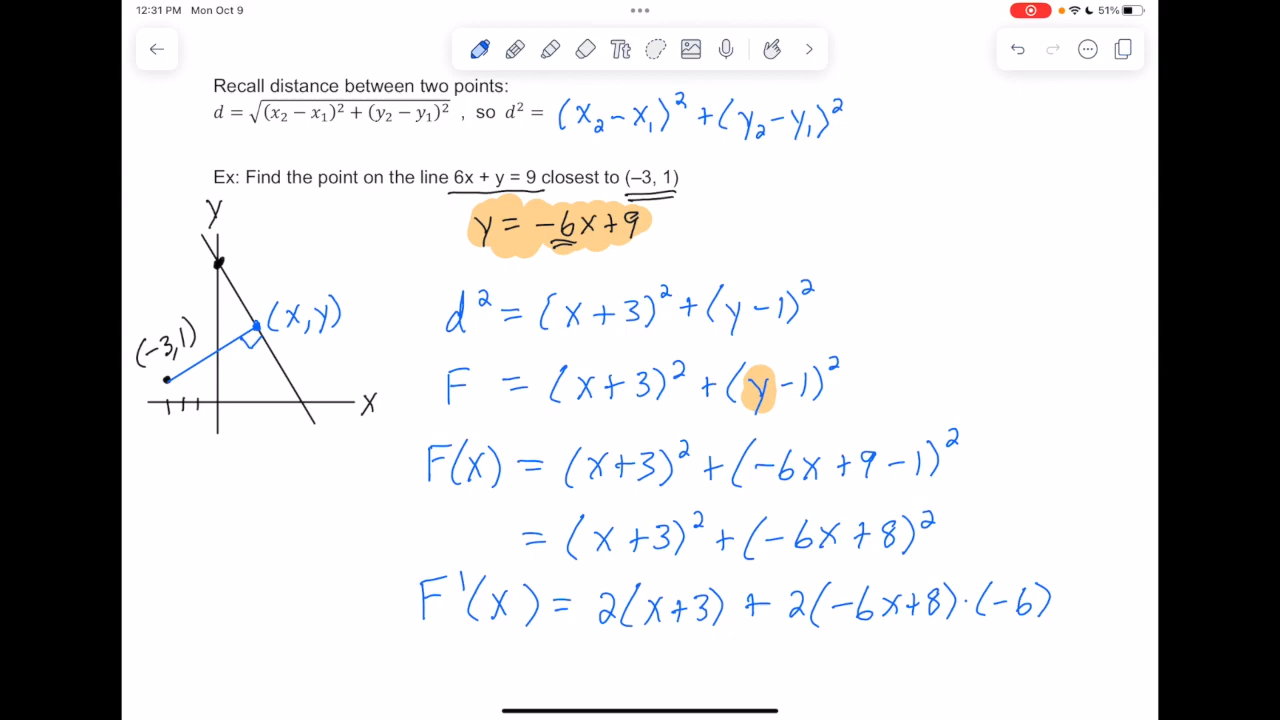 12:31 PM Mon Oct 9
51%
Tt
Recall distance between two points:
d = √(x₂ − x₁)² + (y₂ − y₁)² , so d² = (x₂-x₁)²+(y₂-y₁)²
Ex: Find the point on the line 6x + y = 9 closest to (–3, 1)
y = -6x+9
y
(x,y)
(-3,1)
x
d² = (x+3)²+(y-1)²
F = (x+3)²+(y-1)²
F(x) = (x+3)²+(-6x+9-1)²
= (x+3)²+(-6x+8)²
F'(x) = 2(x+3) + 2(-6x+8)·(-6)